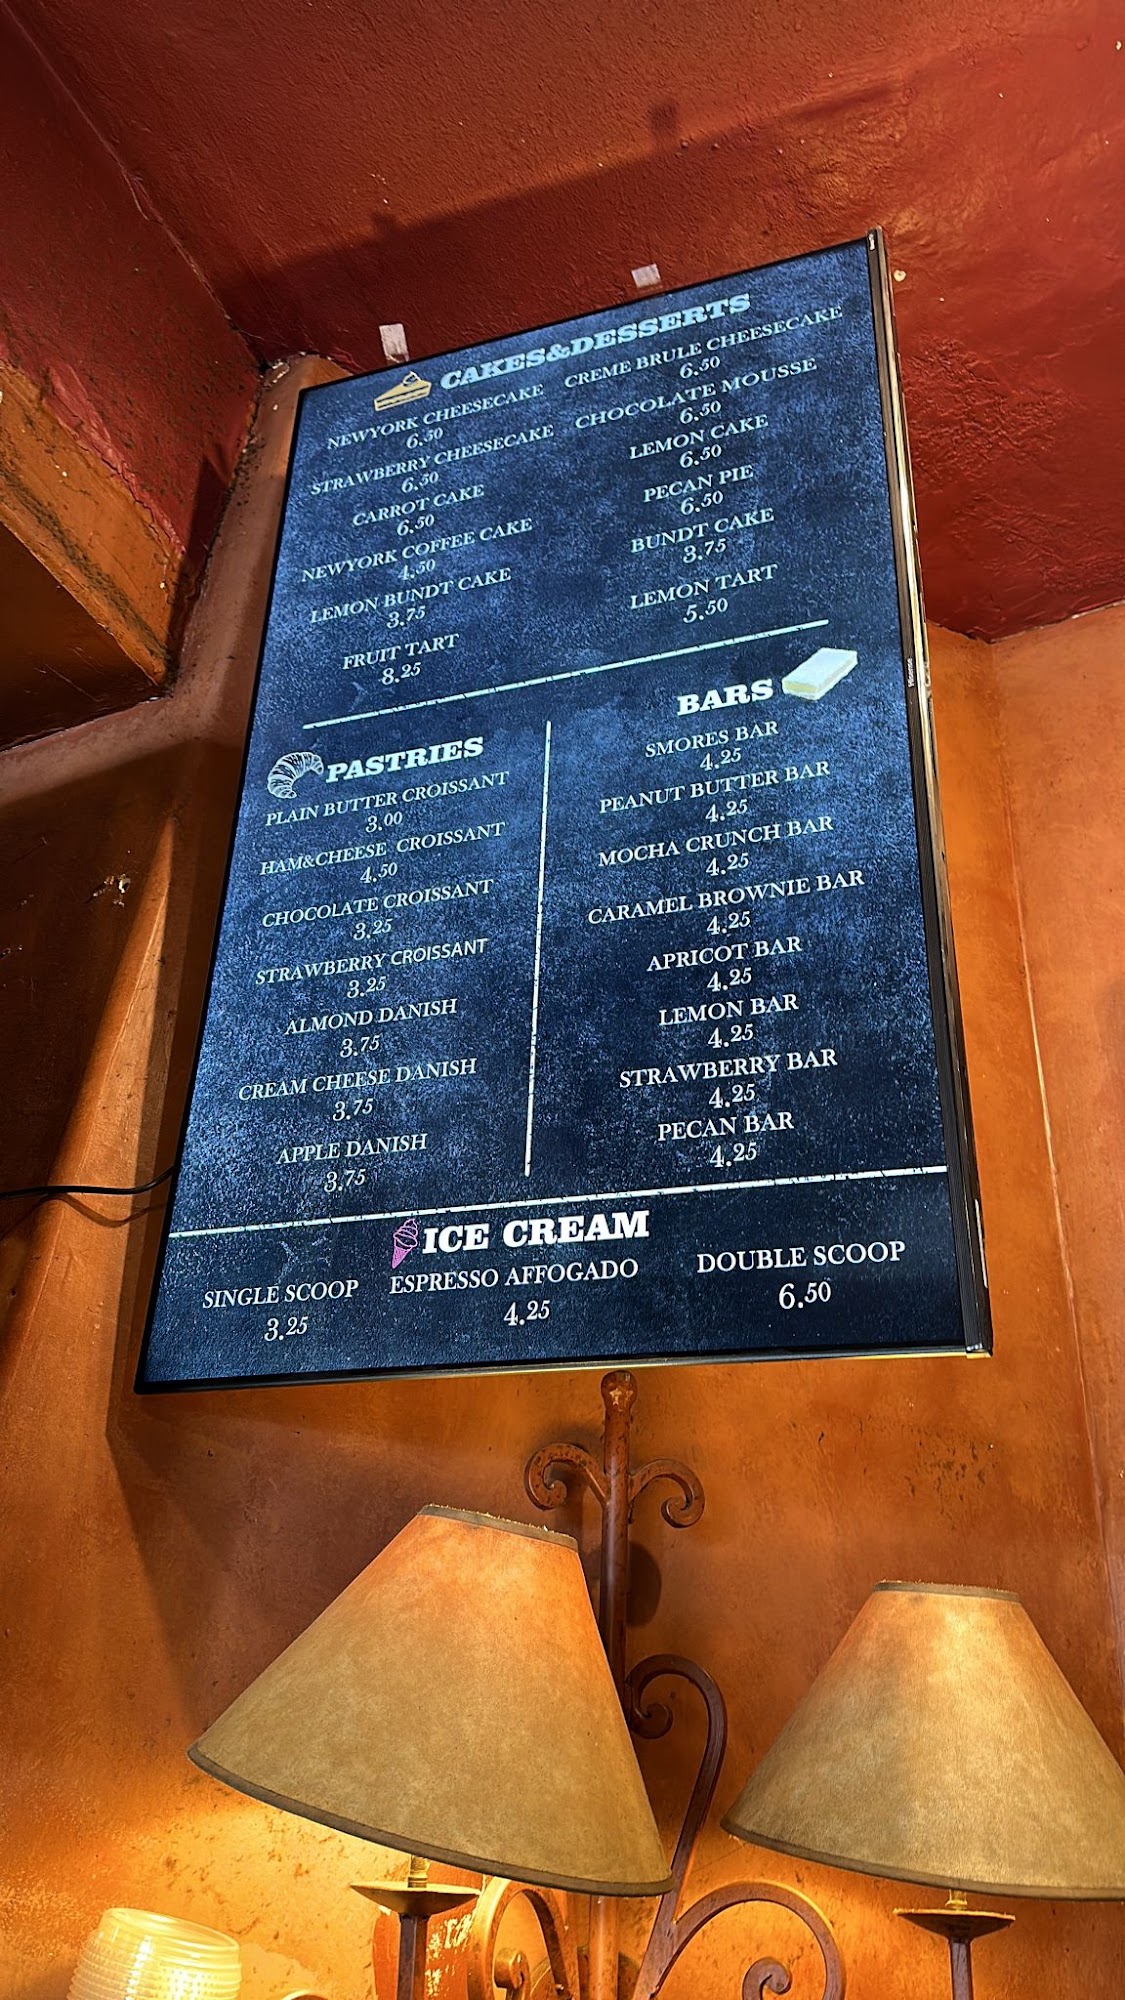 CAKES&DESSERTS
NEWYORK CHEESECAKE
6.50
STRAWBERRY CHEESECAKE
6.50
CARROT CAKE
6.50
NEWYORK COFFEE CAKE
4.50
LEMON BUNDT CAKE
3.75
FRUIT TART
8.25
CREME BRULE CHEESECAKE
6.50
CHOCOLATE MOUSSE
6.50
LEMON CAKE
6.50
PECAN PIE
6.50
BUNDT CAKE
3.75
LEMON TART
5.50
PASTRIES
PLAIN BUTTER CROISSANT
3.00
HAM&CHEESE CROISSANT
4.50
CHOCOLATE CROISSANT
3.25
STRAWBERRY CROISSANT
3.25
ALMOND DANISH
3.75
CREAM CHEESE DANISH
3.75
APPLE DANISH
3.75
BARS
SMORES BAR
4.25
PEANUT BUTTER BAR
4.25
MOCHA CRUNCH BAR
4.25
CARAMEL BROWNIE BAR
4.25
APRICOT BAR
4.25
LEMON BAR
4.25
STRAWBERRY BAR
4.25
PECAN BAR
4.25
ICE CREAM
SINGLE SCOOP
3.25
ESPRESSO AFFOGADO
4.25
DOUBLE SCOOP
6.50